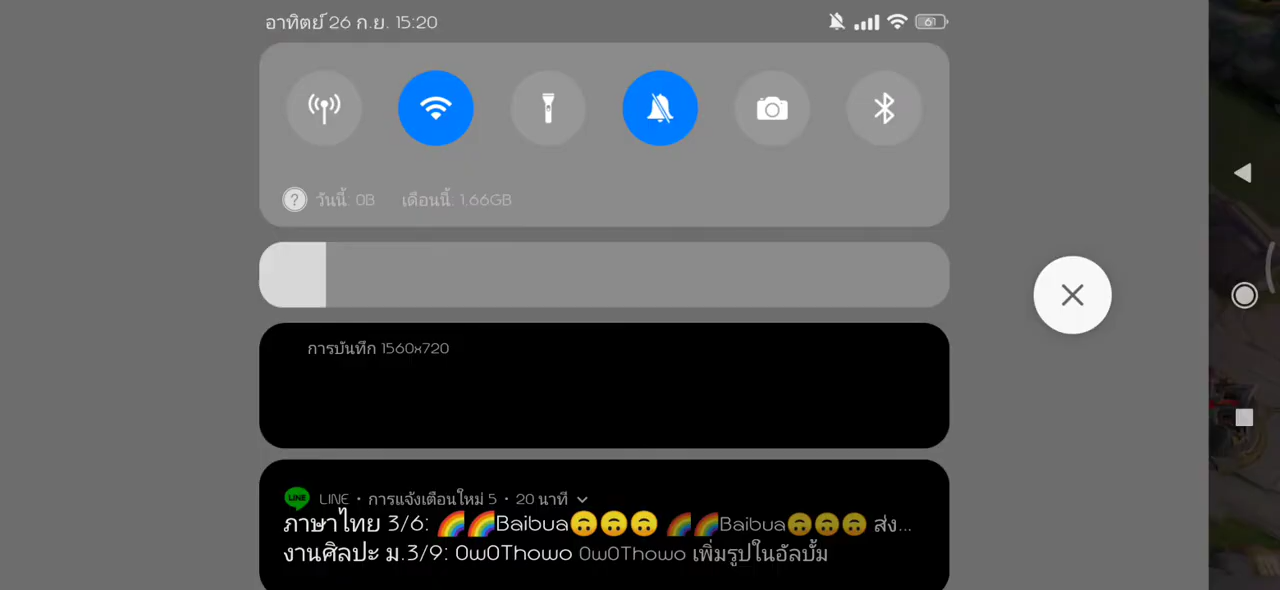 อาทิตย์ 26 ก.ย. 15:20
61
? วันนี้: 0B เดือนนี้: 1.66GB
การบันทึก 1560x720
LINE LINE • การแจ้งเตือนใหม่ 5 • 20 นาที
ภาษาไทย 3/6: 🌈🌈Baibua🙃🙃🙃 🌈🌈Baibua🙃🙃🙃 ส่ง...
งานศิลปะ ม.3/9: 0w0Thowo 0w0Thowo เพิ่มรูปในอัลบั้ม